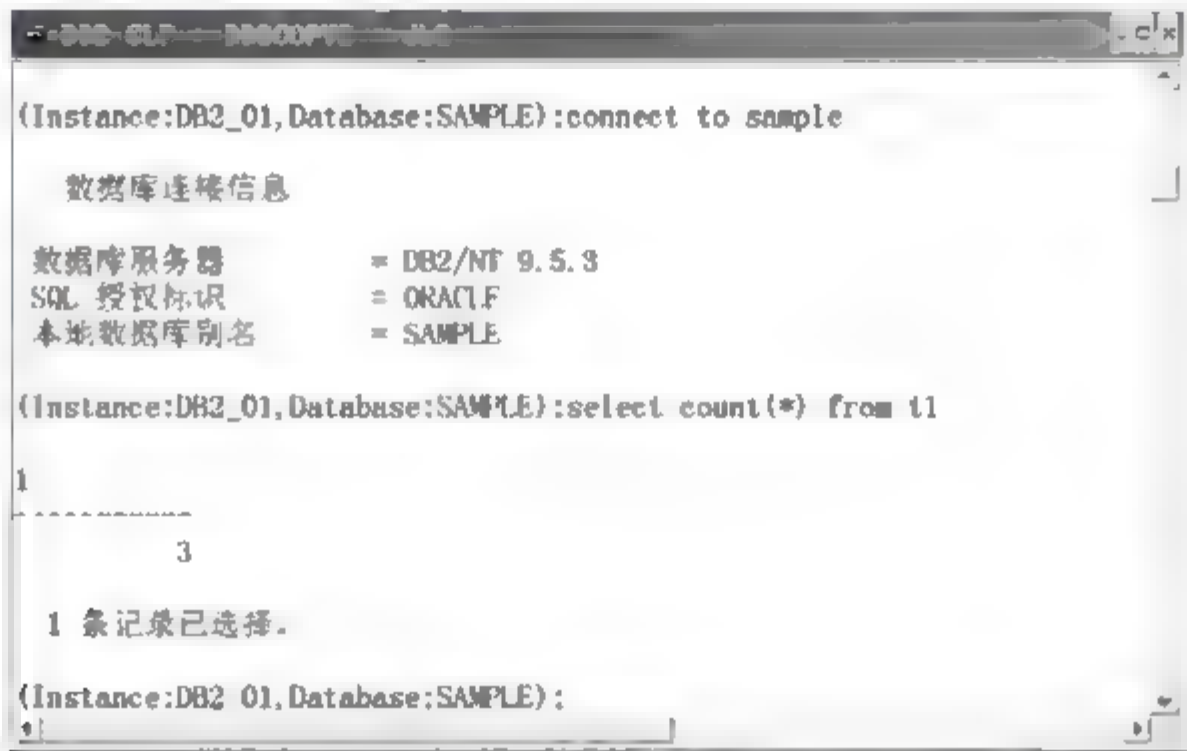 (Instance:DB2_01,Database:SAMPLE):connect to sample
数据库连接信息
数据库服务器 = DB2/NT 9.5.3
SQL 授权标识 = ORACLE
本地数据库别名 = SAMPLE
(Instance:DB2_01,Database:SAMPLE):select count(*) from t1
1
-----------
3
1 条记录已选择.
(Instance:DB2_01,Database:SAMPLE):